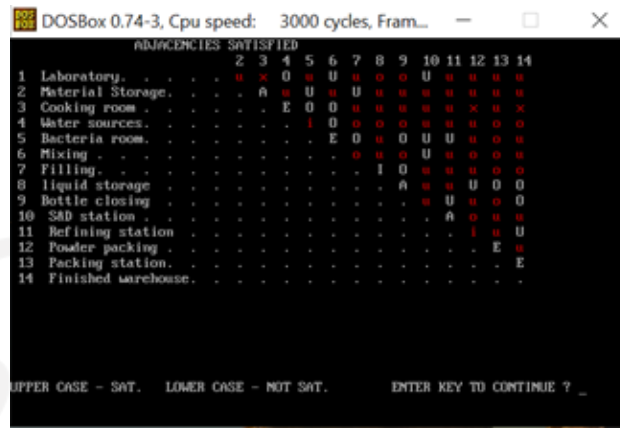 DOSBox 0.74-3, Cpu speed: 3000 cycles, Fram...
ADJACENCIES SATISFIED
2 3 4 5 6 7 8 9 10 11 12 13 14
1 Laboratory. . . . . u x O u U u o o U u u u u
2 Material Storage. . . . A u U u U u u u u u u
3 Cooking room . . . . . . E O O u u u u u x u x
4 Water sources. . . . . . . . i O o o o u u u o o
5 Bacteria room. . . . . . . . . E O u O U U u o u
6 Mixing . . . . . . . . . . . . o u o U u u u u
7 Filling. . . . . . . . . . . . . I O u u u o o
8 liquid storage . . . . . . . . . . A u u U O O
9 Bottle closing . . . . . . . . . . . u U u o O
10 S&D station . . . . . . . . . . . . . A o u u
11 Refining station . . . . . . . . . . . . i u U
12 Powder packing . . . . . . . . . . . . . . E u
13 Packing station. . . . . . . . . . . . . . . E
14 Finished warehouse. . . . . . . . . . . . . .
UPPER CASE - SAT. LOWER CASE - NOT SAT. ENTER KEY TO CONTINUE ? _